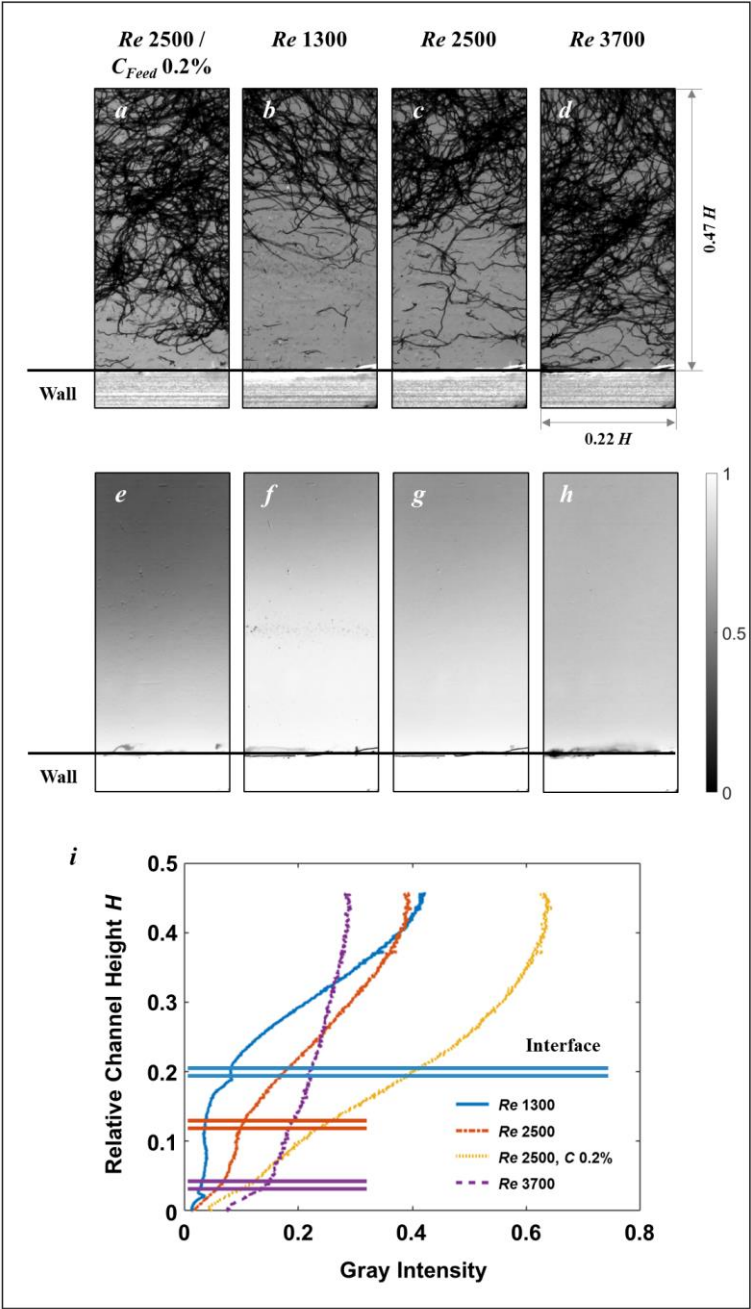 Re 2500 /
C_Feed 0.2%
Re 1300
Re 2500
Re 3700
a
b
c
d
0.47 H
Wall
0.22 H
e
f
g
h
1
0.5
0
Wall
i
0.5
0.4
0.3
0.2
0.1
0
Relative Channel Height H
Interface
Re 1300
Re 2500
Re 2500, C 0.2%
Re 3700
0
0.2
0.4
0.6
0.8
Gray Intensity